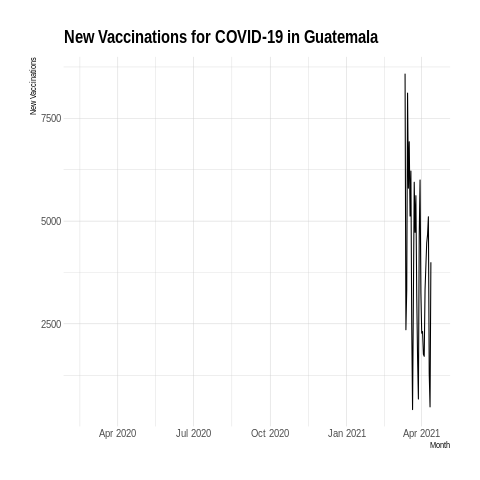 New Vaccinations for COVID-19 in Guatemala
New Vaccinations
7500
5000
2500
Apr 2020 Jul 2020 Oct 2020 Jan 2021 Apr 2021
Month